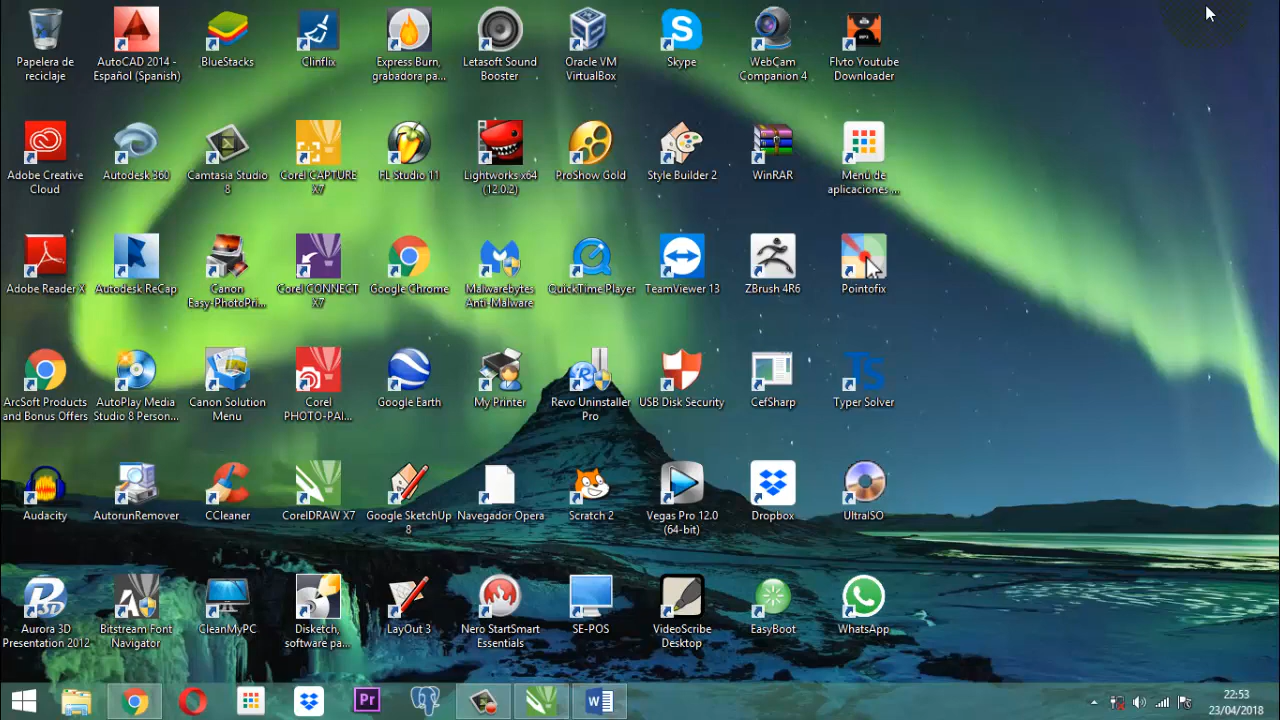 Papelera de
reciclaje
AutoCAD 2014 -
Español (Spanish)
BlueStacks
Clinflix
Express Burn,
grabadora pa...
Letasoft Sound
Booster
Oracle VM
VirtualBox
Skype
WebCam
Companion 4
Flvto Youtube
Downloader
Adobe Creative
Cloud
Autodesk 360
Camtasia Studio
8
Corel CAPTURE
X7
FL Studio 11
Lightworks x64
(12.0.2)
ProShow Gold
Style Builder 2
WinRAR
Menú de
aplicaciones ...
Adobe Reader X
Autodesk ReCap
Canon
Easy-PhotoPri...
Corel CONNECT
X7
Google Chrome
Malwarebytes
Anti-Malware
QuickTime Player
TeamViewer 13
ZBrush 4R6
Pointofix
ArcSoft Products
and Bonus Offers
AutoPlay Media
Studio 8 Person...
Canon Solution
Menu
Corel
PHOTO-PAI...
Google Earth
My Printer
Revo Uninstaller
Pro
USB Disk Security
CefSharp
TS
Typer Solver
Audacity
AutorunRemover
CCleaner
CorelDRAW X7
Google SketchUp
8
Navegador Opera
Scratch 2
Vegas Pro 12.0
(64-bit)
Dropbox
UltraISO
Aurora 3D
Presentation 2012
Bitstream Font
Navigator
CleanMyPC
Disketch,
software pa...
LayOut 3
Nero StartSmart
Essentials
SE-POS
VideoScribe
Desktop
EasyBoot
WhatsApp
Pr
22:53
23/04/2018